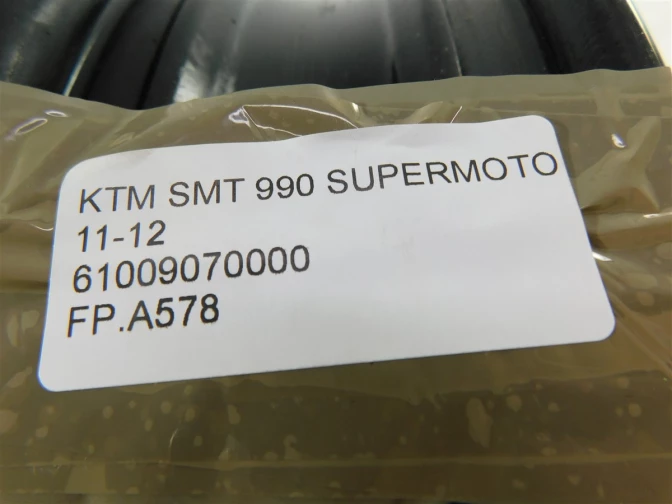 KTM SMT 990 SUPERMOTO
11-12
61009070000
FP.A578